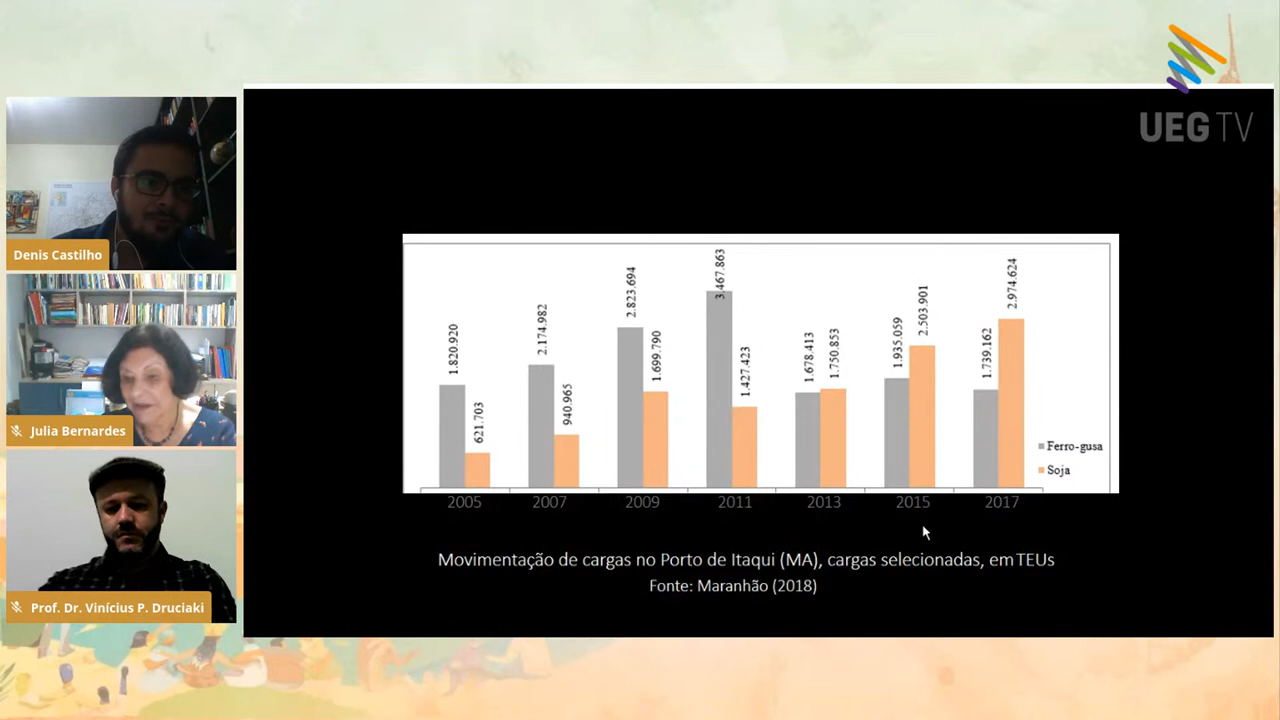 UEG TV
Denis Castilho
Julia Bernardes
Prof. Dr. Vinícius P. Druciaki
1.820.920
621.703
2.174.982
940.965
2.823.694
1.699.790
3.467.863
1.427.423
1.678.413
1.750.853
1.935.059
2.503.901
1.739.162
2.974.624
Ferro-gusa
Soja
2005 2007 2009 2011 2013 2015 2017
Movimentação de cargas no Porto de Itaqui (MA), cargas selecionadas, em TEUs
Fonte: Maranhão (2018)